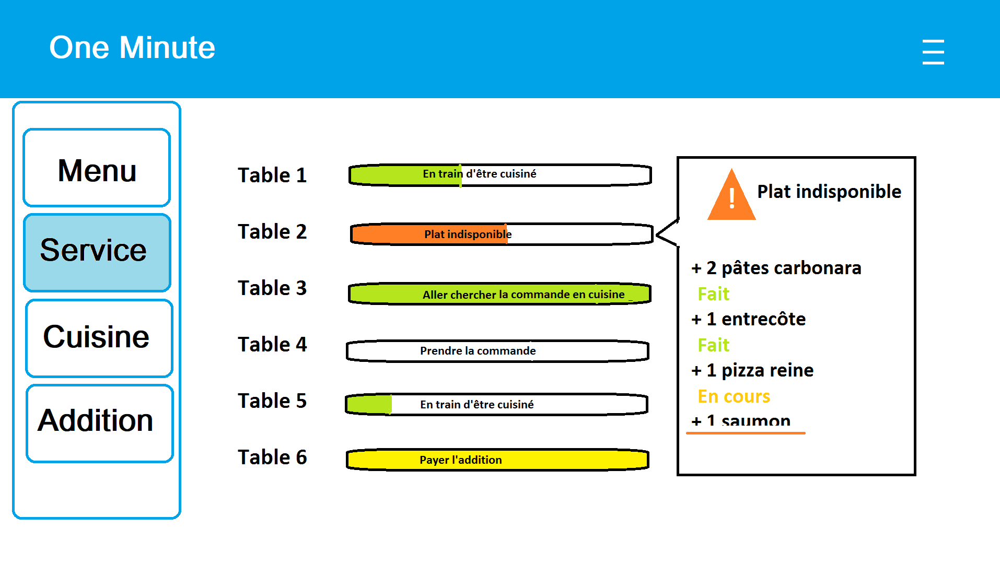 One Minute
Menu
Service
Cuisine
Addition
Table 1
En train d'être cuisiné
Table 2
Plat indisponible
Table 3
Aller chercher la commande en cuisine _
Table 4
Prendre la commande
Table 5
En train d'être cuisiné
Table 6
Payer l'addition
!
Plat indisponible
+ 2 pâtes carbonara
Fait
+ 1 entrecôte
Fait
+ 1 pizza reine
En cours
+ 1 saumon